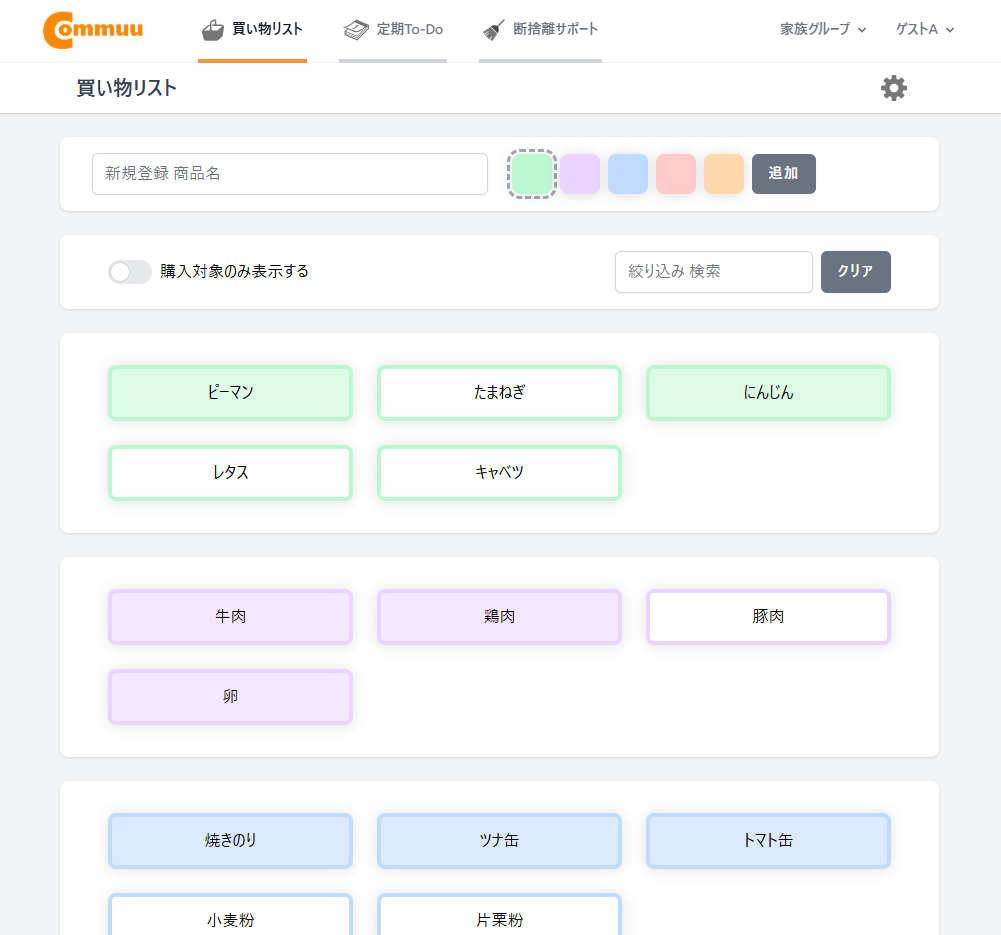 Commuu
買い物リスト
定期To-Do
断捨離サポート
家族グループ
ゲストA
買い物リスト
新規登録 商品名
追加
購入対象のみ表示する
絞り込み 検索
クリア
ピーマン
たまねぎ
にんじん
レタス
キャベツ
牛肉
鶏肉
豚肉
卵
焼きのり
ツナ缶
トマト缶
小麦粉
片栗粉